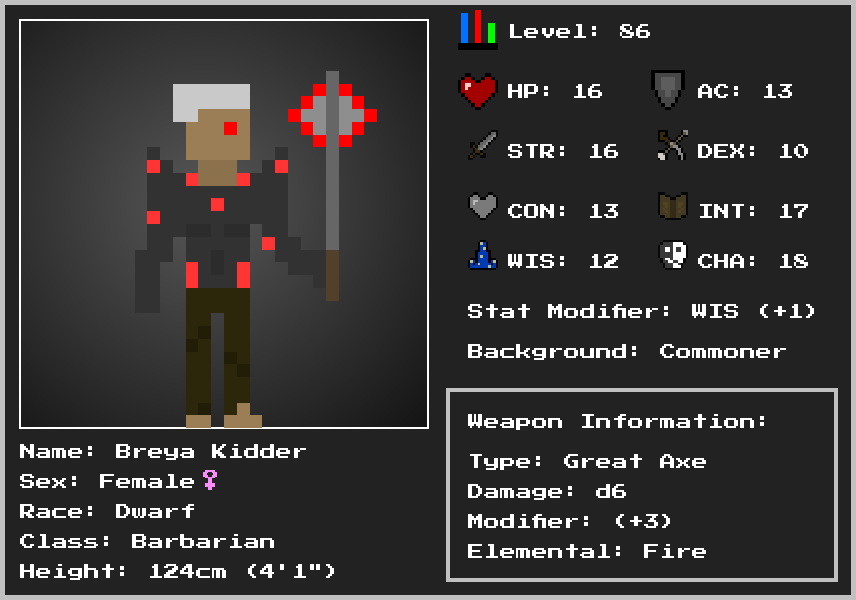 Level: 86
HP: 16 AC: 13
STR: 16 DEX: 10
CON: 13 INT: 17
WIS: 12 CHA: 18
Stat Modifier: WIS (+1)
Background: Commoner
Weapon Information:
Type: Great Axe
Damage: d6
Modifier: (+3)
Elemental: Fire
Name: Breya Kidder
Sex: Female♀
Race: Dwarf
Class: Barbarian
Height: 124cm (4'1")